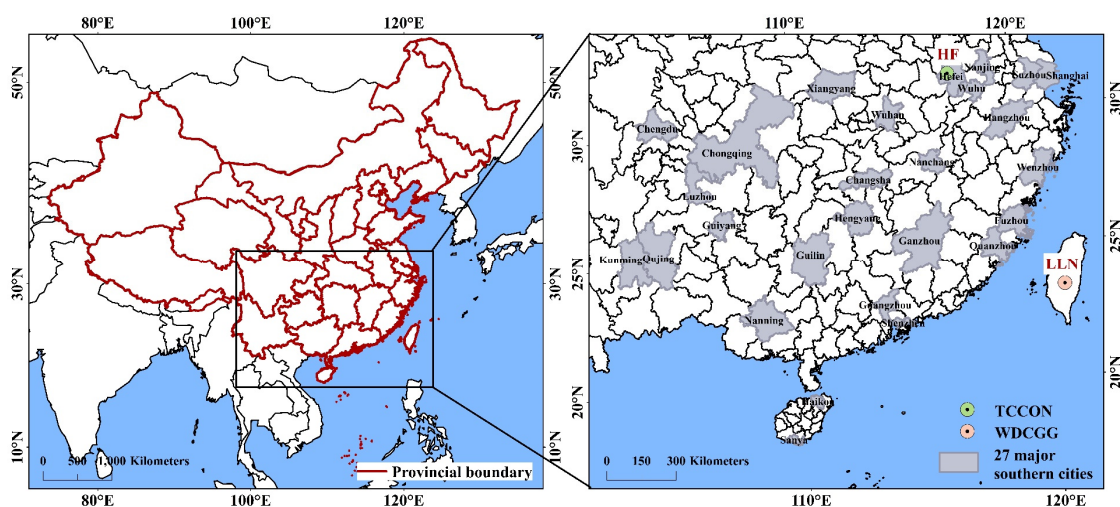 80°E
100°E
120°E
50°N
30°N
10°N
0 500 1,000 Kilometers
Provincial boundary
80°E
100°E
120°E
110°E
120°E
HF
Hefei
Nanjing
Suzhou
Shanghai
Xiangyang
Wuhu
Wuhan
Hangzhou
30°N
30°N
Chengdu
Chongqing
Nanchang
Wenzhou
Changsha
Luzhou
Hengyang
Fuzhou
Guiyang
Ganzhou
Quanzhou
25°N
Kunming
Qujing
Guilin
LLN
25°N
Guangzhou
Shenzhen
Nanning
20°N
20°N
Haikou
Sanya
TCCON
WDCGG
27 major
southern cities
0 150 300 Kilometers
110°E
120°E